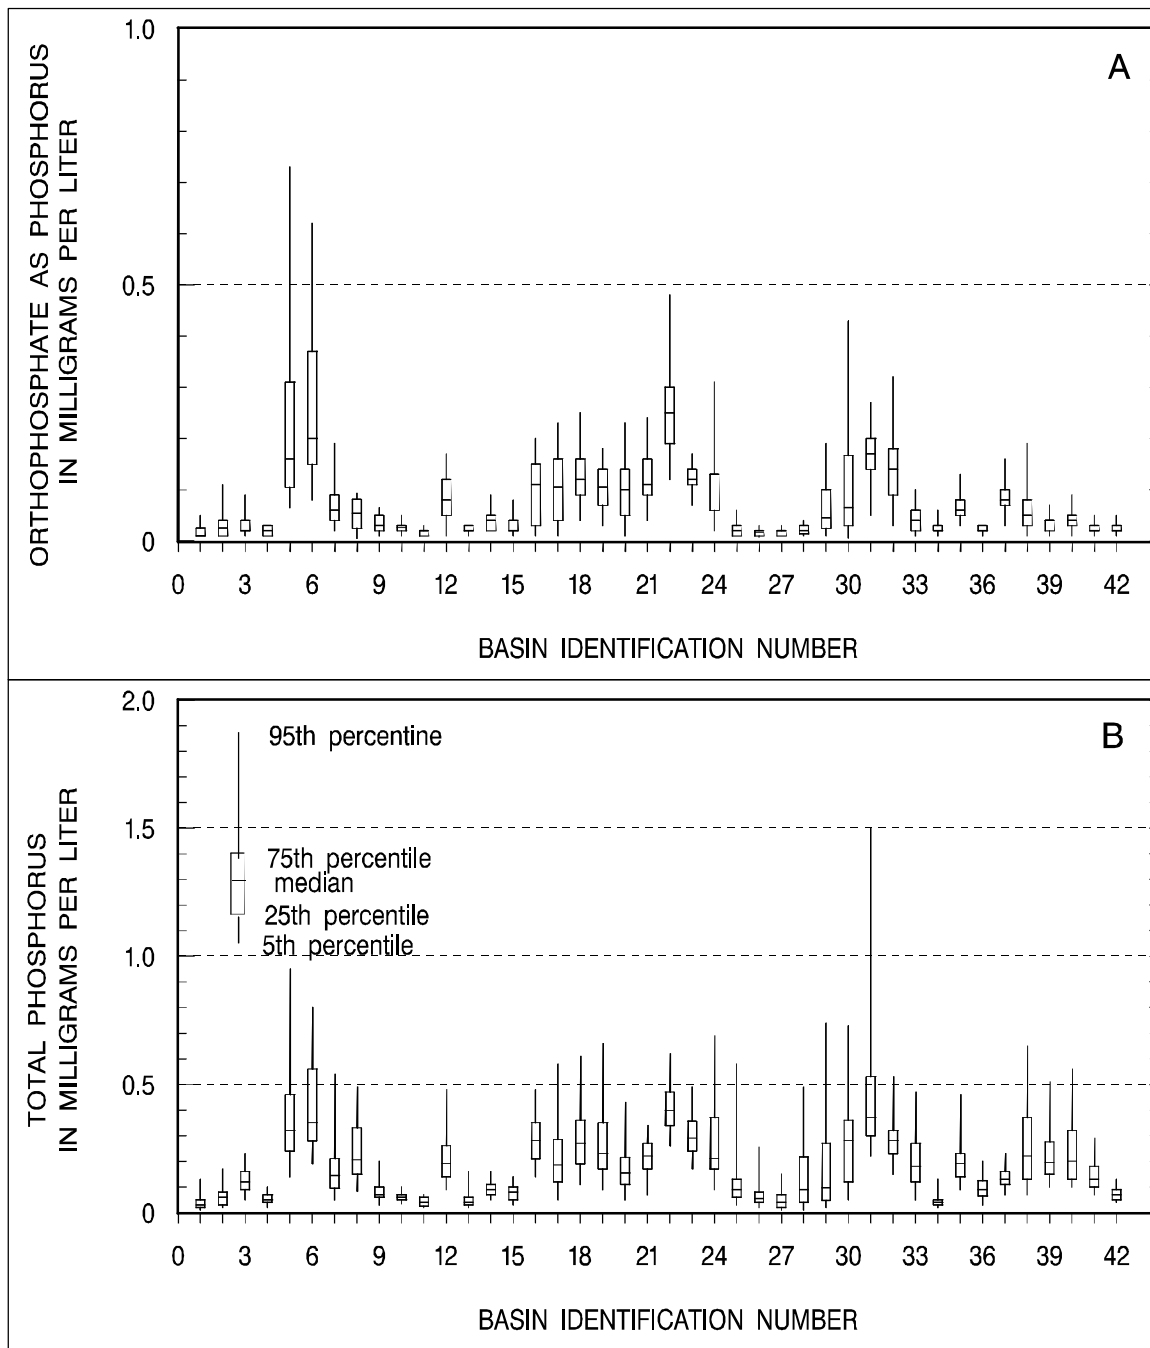 1.0
A
ORTHOPHOSPHATE AS PHOSPHORUS
IN MILLIGRAMS PER LITER
0.5
0
0 3 6 9 12 15 18 21 24 27 30 33 36 39 42
BASIN IDENTIFICATION NUMBER
2.0
B
95th percentine
TOTAL PHOSPHORUS
IN MILLIGRAMS PER LITER
1.5
75th percentile
median
25th percentile
5th percentile
1.0
0.5
0
0 3 6 9 12 15 18 21 24 27 30 33 36 39 42
BASIN IDENTIFICATION NUMBER